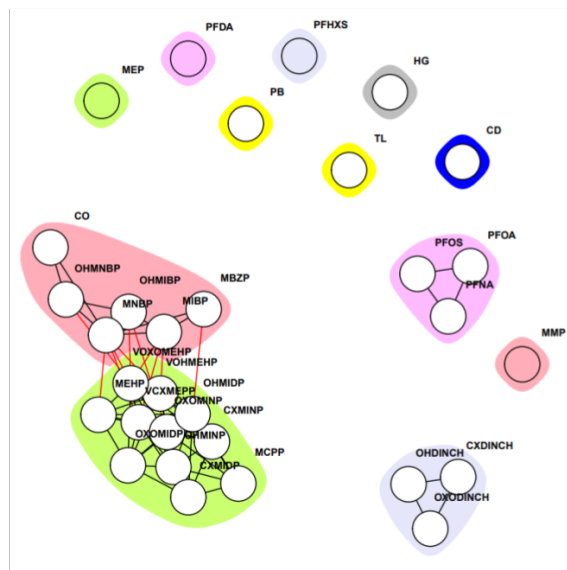 PFDA
PFHXS
MEP
HG
PB
TL
CD
CO
PFOS
PFOA
OHMNBP
OHMIBP
MBZP
PFNA
MNBP
MIBP
MMP
VOXOMEHP
VOHMEHP
MEHP
VCXMEPP
OHMIDP
OXOMINP
CXMINP
OXOMIDP
OHMINP
MCPP
CXMIDP
OHDINCH
CXDINCH
OXODINCH